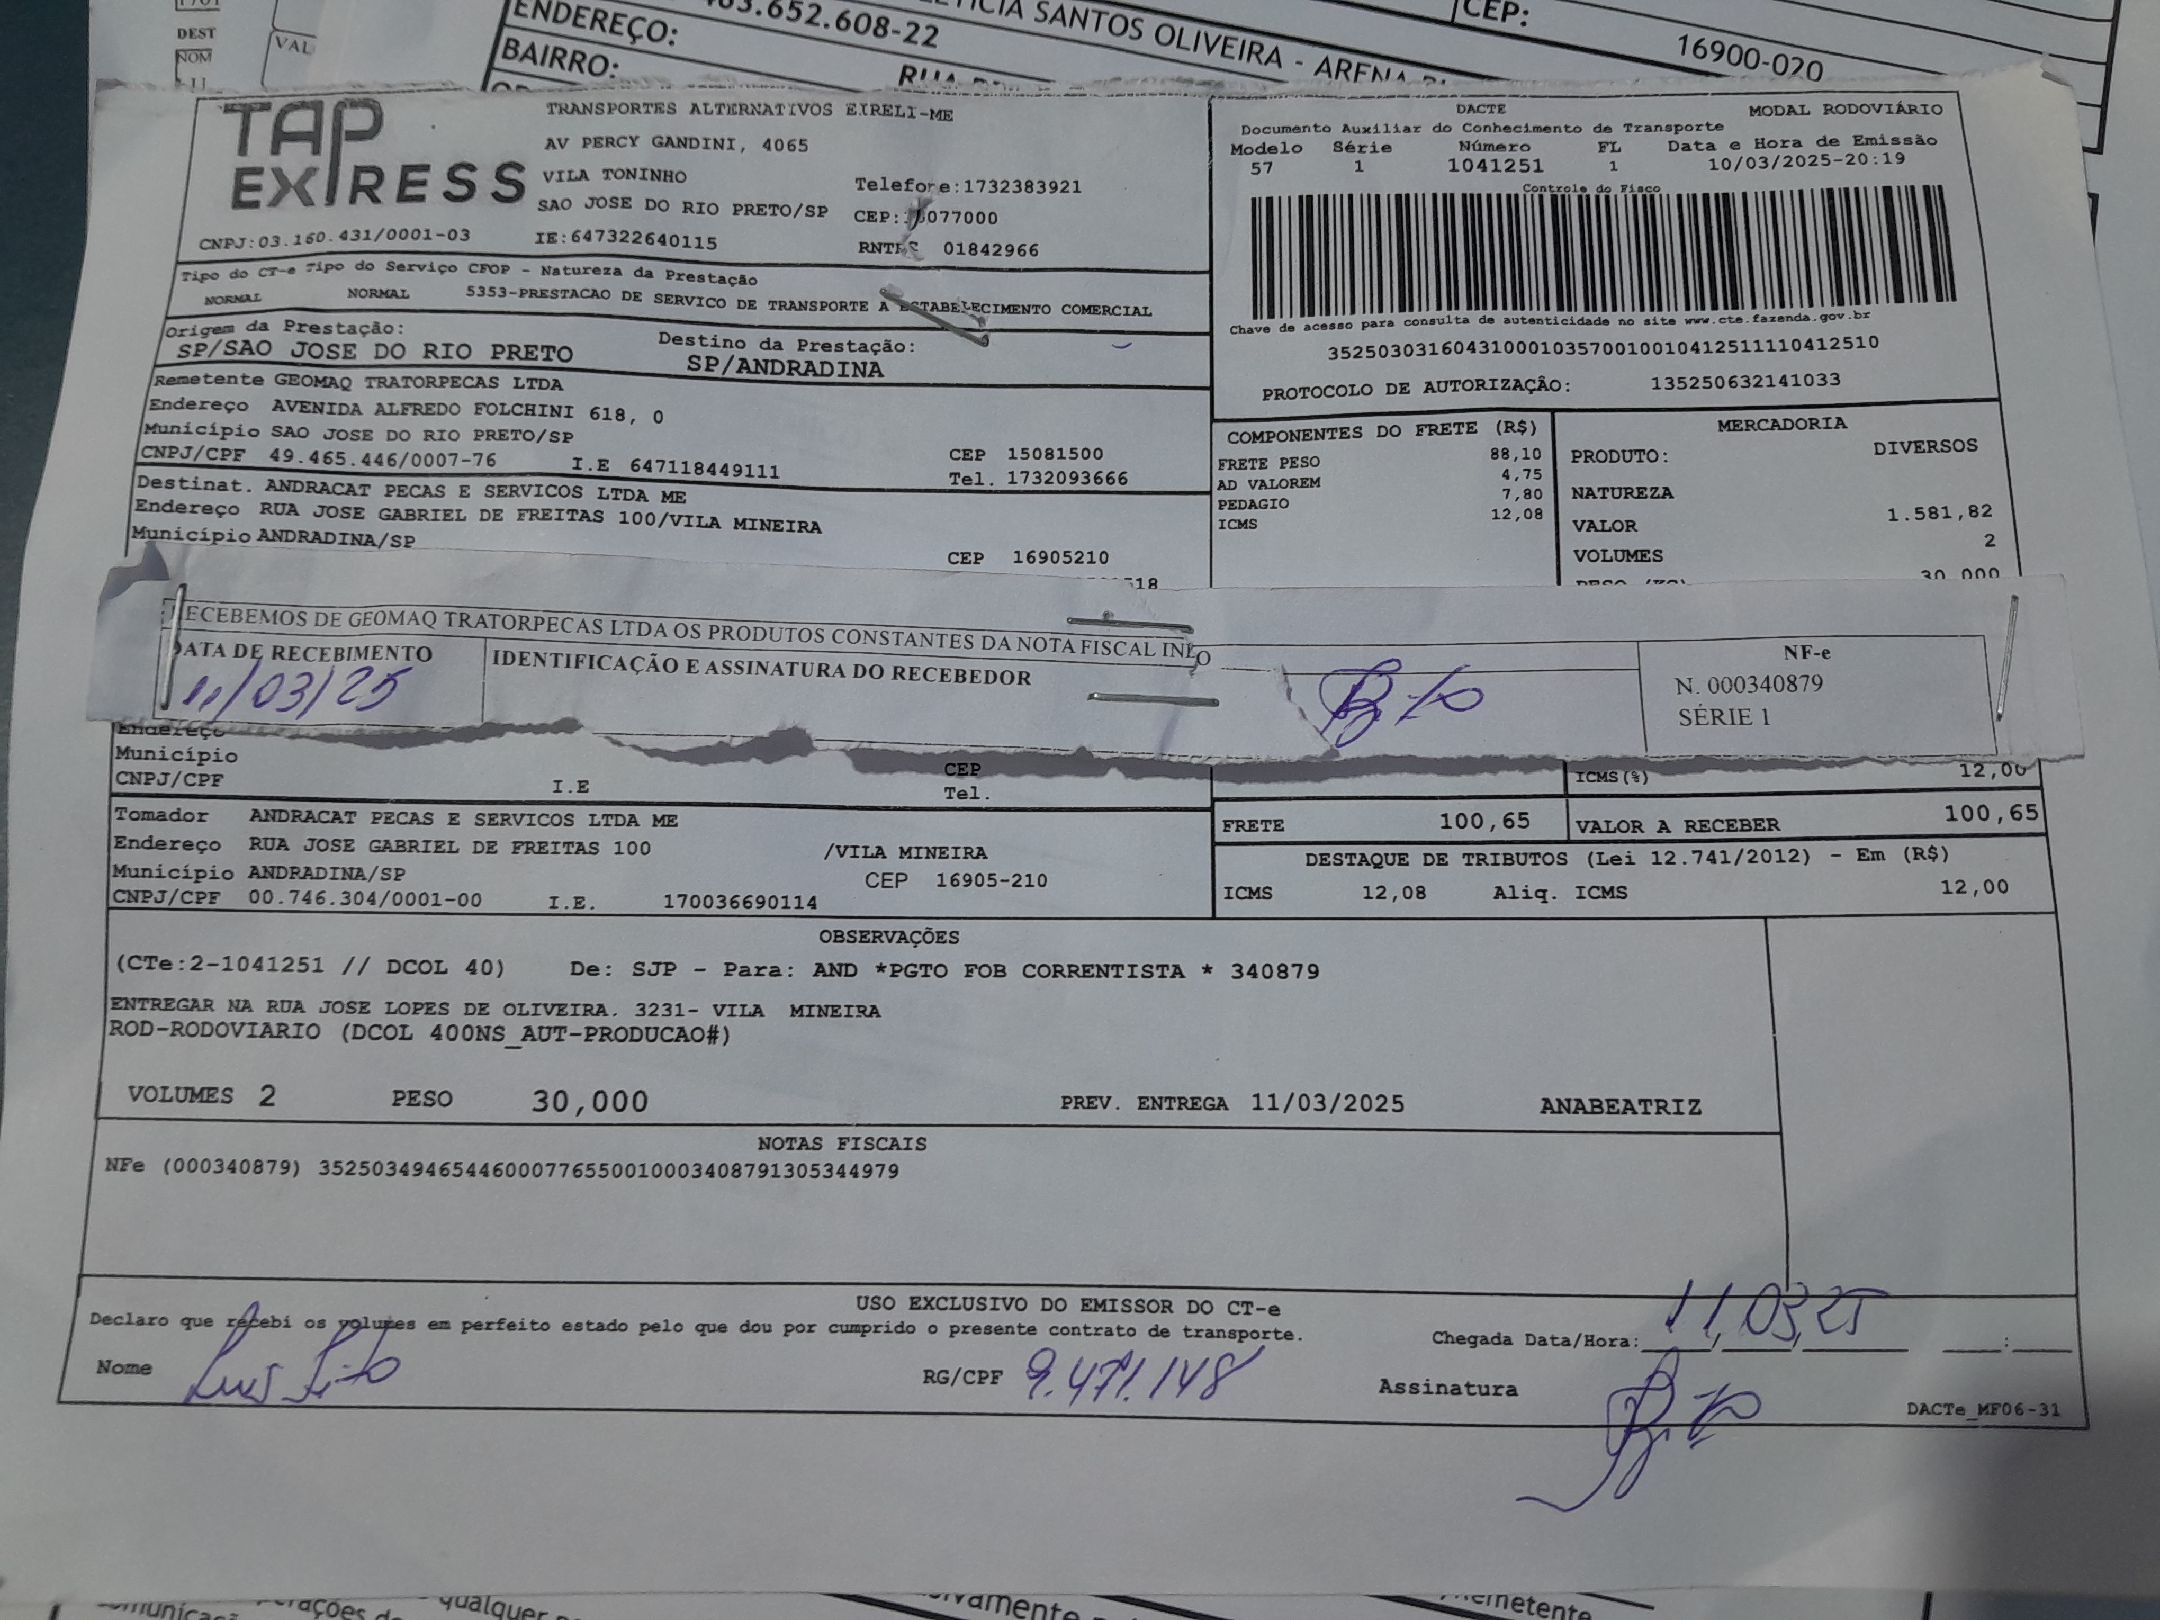 DEST
VAL
NOM
652.608-22
SANTOS OLIVEIRA - ARENA
CEP:
16900-020
ENDEREÇO:
BAIRRO:
TAP EXPRESS
TRANSPORTES ALTERNATIVOS EIRELI-ME
AV PERCY GANDINI, 4065
VILA TONINHO
Telefone:1732383921
SAO JOSE DO RIO PRETO/SP
CEP: 077000
CNPJ:03.160.431/0001-03
IE:647322640115
01842966
DACTE
MODAL RODOVIÁRIO
Documento Auxiliar do Conhecimento de Transporte
Modelo Série Número FL Data e Hora de Emissão
57 1 1041251 1 10/03/2025-20:19
Controle do Fisco
Chave de acesso para consulta de autenticidade no site www.cte.fazenda.gov.br
35250303160431000103570010010412511110412510
PROTOCOLO DE AUTORIZAÇÃO: 135250632141033
Tipo do CT-e Tipo do Serviço CFOP - Natureza da Prestação
NORMAL NORMAL 5353-PRESTACAO DE SERVICO DE TRANSPORTE A ESTABELECIMENTO COMERCIAL
Origem da Prestação: Destino da Prestação:
SP/SAO JOSE DO RIO PRETO SP/ANDRADINA
Remetente GEOMAQ TRATORPECAS LTDA
Endereço AVENIDA ALFREDO FOLCHINI 618, 0
Município SAO JOSE DO RIO PRETO/SP CEP 15081500
CNPJ/CPF 49.465.446/0007-76 I.E 647118449111 Tel. 1732093666
Destinat. ANDRACAT PECAS E SERVICOS LTDA ME
Endereço RUA JOSE GABRIEL DE FREITAS 100/VILA MINEIRA
Município ANDRADINA/SP CEP 16905210
COMPONENTES DO FRETE (R$)
FRETE PESO 88,10
AD VALOREM 4,75
PEDAGIO 7,80
ICMS 12,08
MERCADORIA
PRODUTO: DIVERSOS
NATUREZA
VALOR 1.581,82
VOLUMES 2
30,000
RECEBEMOS DE GEOMAQ TRATORPECAS LTDA OS PRODUTOS CONSTANTES DA NOTA FISCAL
DATA DE RECEBIMENTO
11/03/25
IDENTIFICAÇÃO E ASSINATURA DO RECEBEDOR
NF-e
N. 000340879
SÉRIE 1
Endereço
Município CEP
CNPJ/CPF I.E Tel.
ICMS(%) 12,00
Tomador ANDRACAT PECAS E SERVICOS LTDA ME
Endereço RUA JOSE GABRIEL DE FREITAS 100 /VILA MINEIRA
Município ANDRADINA/SP CEP 16905-210
CNPJ/CPF 00.746.304/0001-00 I.E. 170036690114
FRETE 100,65 VALOR A RECEBER 100,65
DESTAQUE DE TRIBUTOS (Lei 12.741/2012) - Em (R$)
ICMS 12,08 Aliq. ICMS 12,00
OBSERVAÇÕES
(CTe:2-1041251 // DCOL 40) De: SJP - Para: AND *PGTO FOB CORRENTISTA * 340879
ENTREGAR NA RUA JOSE LOPES DE OLIVEIRA. 3231- VILA MINEIRA
ROD-RODOVIARIO (DCOL 400NS_AUT-PRODUCAO#)
VOLUMES 2 PESO 30,000 PREV. ENTREGA 11/03/2025 ANABEATRIZ
NOTAS FISCAIS
NFe (000340879) 35250349465446000776550010003408791305344979
USO EXCLUSIVO DO EMISSOR DO CT-e
Declaro que recebi os volumes em perfeito estado pelo que dou por cumprido o presente contrato de transporte.
Chegada Data/Hora: 11,03,25 :
Nome Luis RG/CPF 9.471.148 Assinatura
DACTe_MF06-31
qualquer